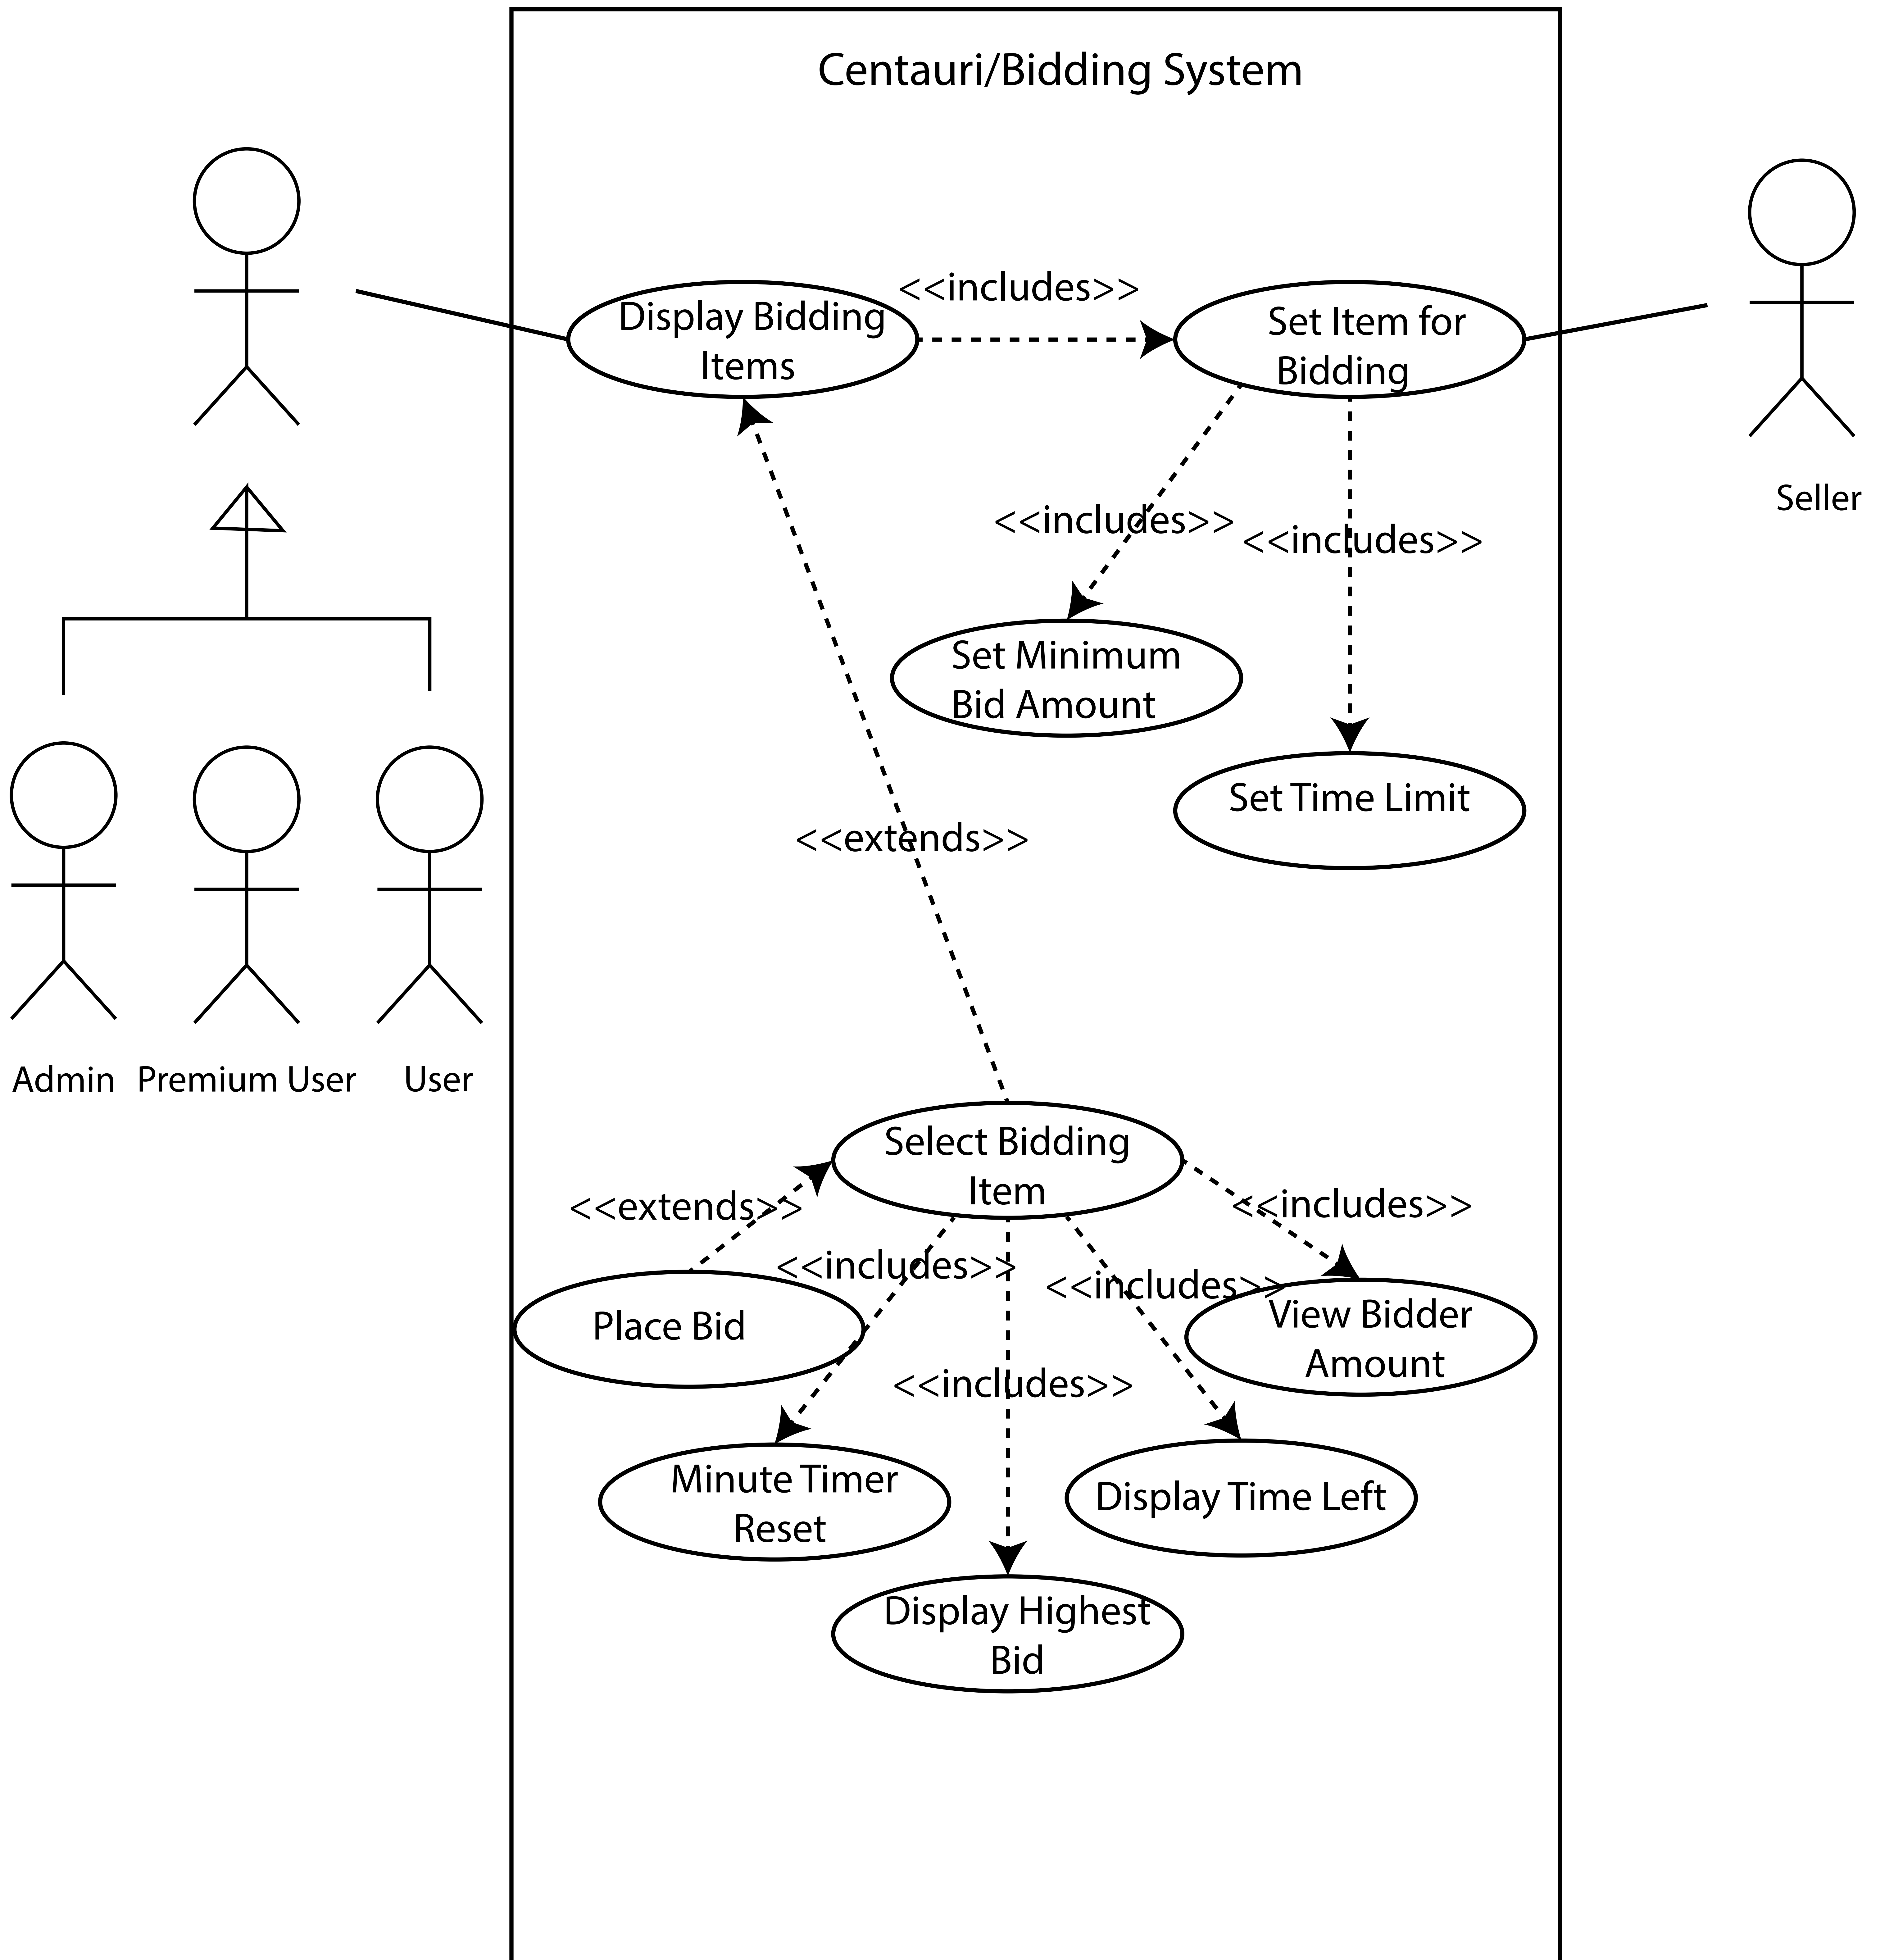 Centauri/Bidding System
<<includes>>
Display Bidding
Items
Set Item for
Bidding
Seller
<<includes>>
<<includes>>
Set Minimum
Bid Amount
Set Time Limit
<<extends>>
Admin
Premium User
User
Select Bidding
Item
<<extends>>
<<includes>>
<<includes>>
<<includes>>
Place Bid
View Bidder
Amount
<<includes>>
Minute Timer
Reset
Display Time Left
Display Highest
Bid